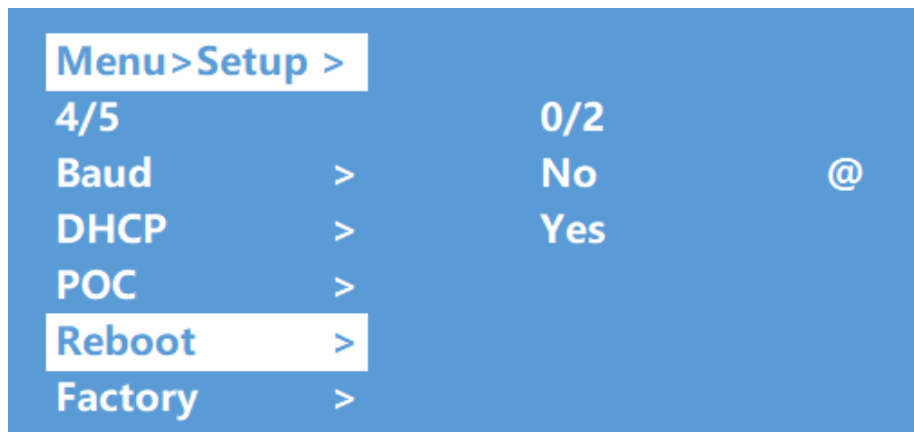 Menu>Setup >
4/5 0/2
Baud > No @
DHCP > Yes
POC >
Reboot >
Factory >